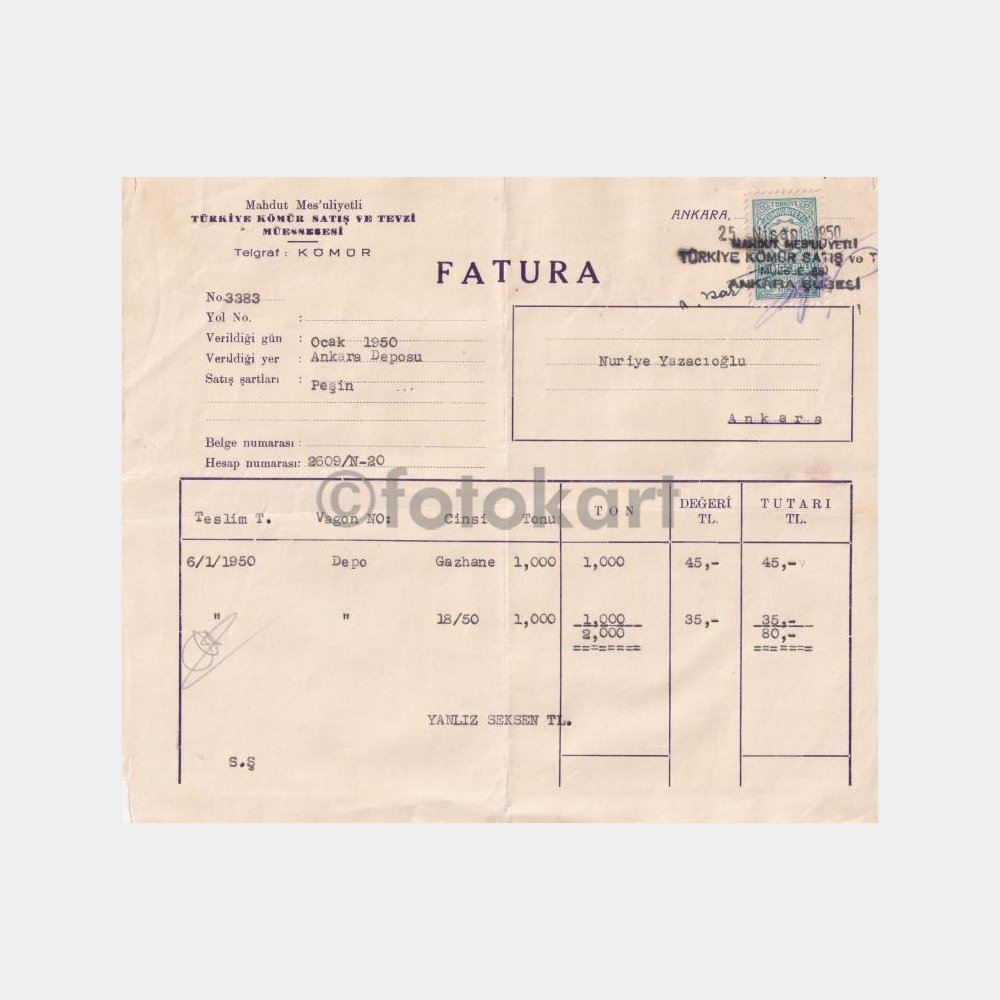 Mahdut Mes'uliyetli
TÜRKİYE KÖMÜR SATIŞ VE TEVZİ
MÜESSESESİ
Telgraf : KÖMÜR
ANKARA,
25 Nisan 1950
MAHDUT MES'ULİYETLİ
TÜRKİYE KÖMÜR SATIŞ ve T
MÜESSESESİ
ANKARA ŞUBESİ
FATURA
No. 3383
Yol No. :
Verildiği gün : Ocak 1950
Verildiği yer : Ankara Deposu
Satış şartları : Peşin
Nuriye Yazacıoğlu
Ankara
Belge numarası :
Hesap numarası: 2609/N-20
©fotokart
Teslim T. Vagon NO: Cinsi Tonu TON DEĞERİ TL. TUTARI TL.
6/1/1950 Depo Gazhane 1,000 1,000 45,- 45,-
" " 18/50 1,000 1,000 35,- 35,-
2,000 80,-
======= ======
YANLIZ SEKSEN TL.
S.Ş